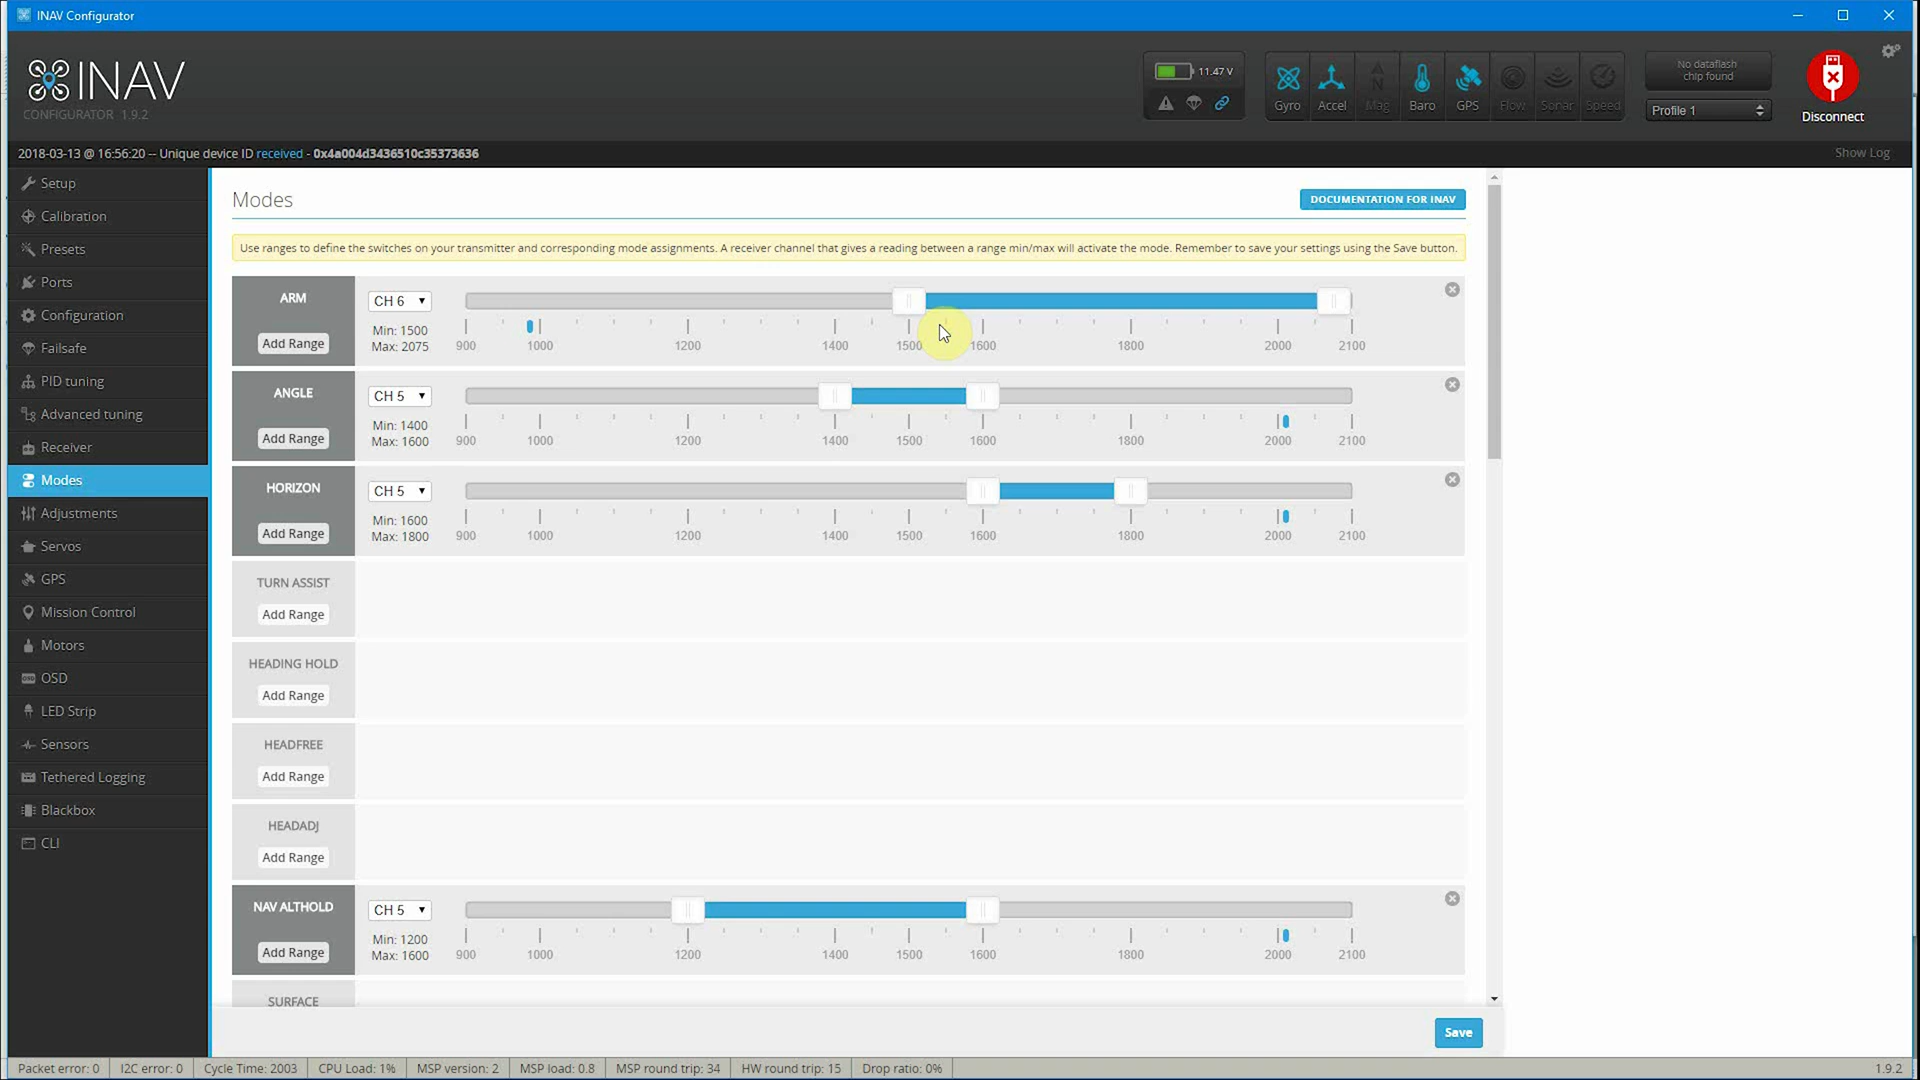 INAV Configurator
INAV
CONFIGURATOR 1.9.2
11.47 V
Gyro Accel Mag Baro GPS Flow Sonar Speed
No dataflash
chip found
Profile 1
Disconnect
2018-03-13 @ 16:56:20 -- Unique device ID received - 0x4a004d3436510c35373636
Show Log
Setup
Calibration
Presets
Ports
Configuration
Failsafe
PID tuning
Advanced tuning
Receiver
Modes
Adjustments
Servos
GPS
Mission Control
Motors
OSD
LED Strip
Sensors
Tethered Logging
Blackbox
CLI
Modes
DOCUMENTATION FOR INAV
Use ranges to define the switches on your transmitter and corresponding mode assignments. A receiver channel that gives a reading between a range min/max will activate the mode. Remember to save your settings using the Save button.
ARM
Add Range
CH 6
Min: 1500
Max: 2075
900 1000 1200 1400 1500 1600 1800 2000 2100
ANGLE
Add Range
CH 5
Min: 1400
Max: 1600
900 1000 1200 1400 1500 1600 1800 2000 2100
HORIZON
Add Range
CH 5
Min: 1600
Max: 1800
900 1000 1200 1400 1500 1600 1800 2000 2100
TURN ASSIST
Add Range
HEADING HOLD
Add Range
HEADFREE
Add Range
HEADADJ
Add Range
NAV ALTHOLD
Add Range
CH 5
Min: 1200
Max: 1600
900 1000 1200 1400 1500 1600 1800 2000 2100
SURFACE
Save
Packet error: 0 I2C error: 0 Cycle Time: 2003 CPU Load: 1% MSP version: 2 MSP load: 0.8 MSP round trip: 34 HW round trip: 15 Drop ratio: 0% 1.9.2